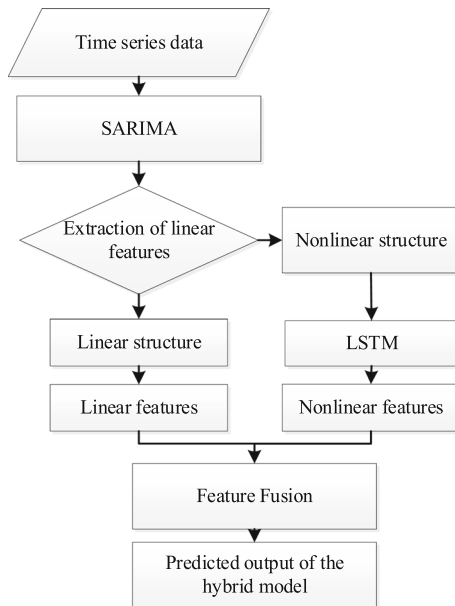 Time series data
SARIMA
Extraction of linear
features
Nonlinear structure
Linear structure
LSTM
Linear features
Nonlinear features
Feature Fusion
Predicted output of the
hybrid model